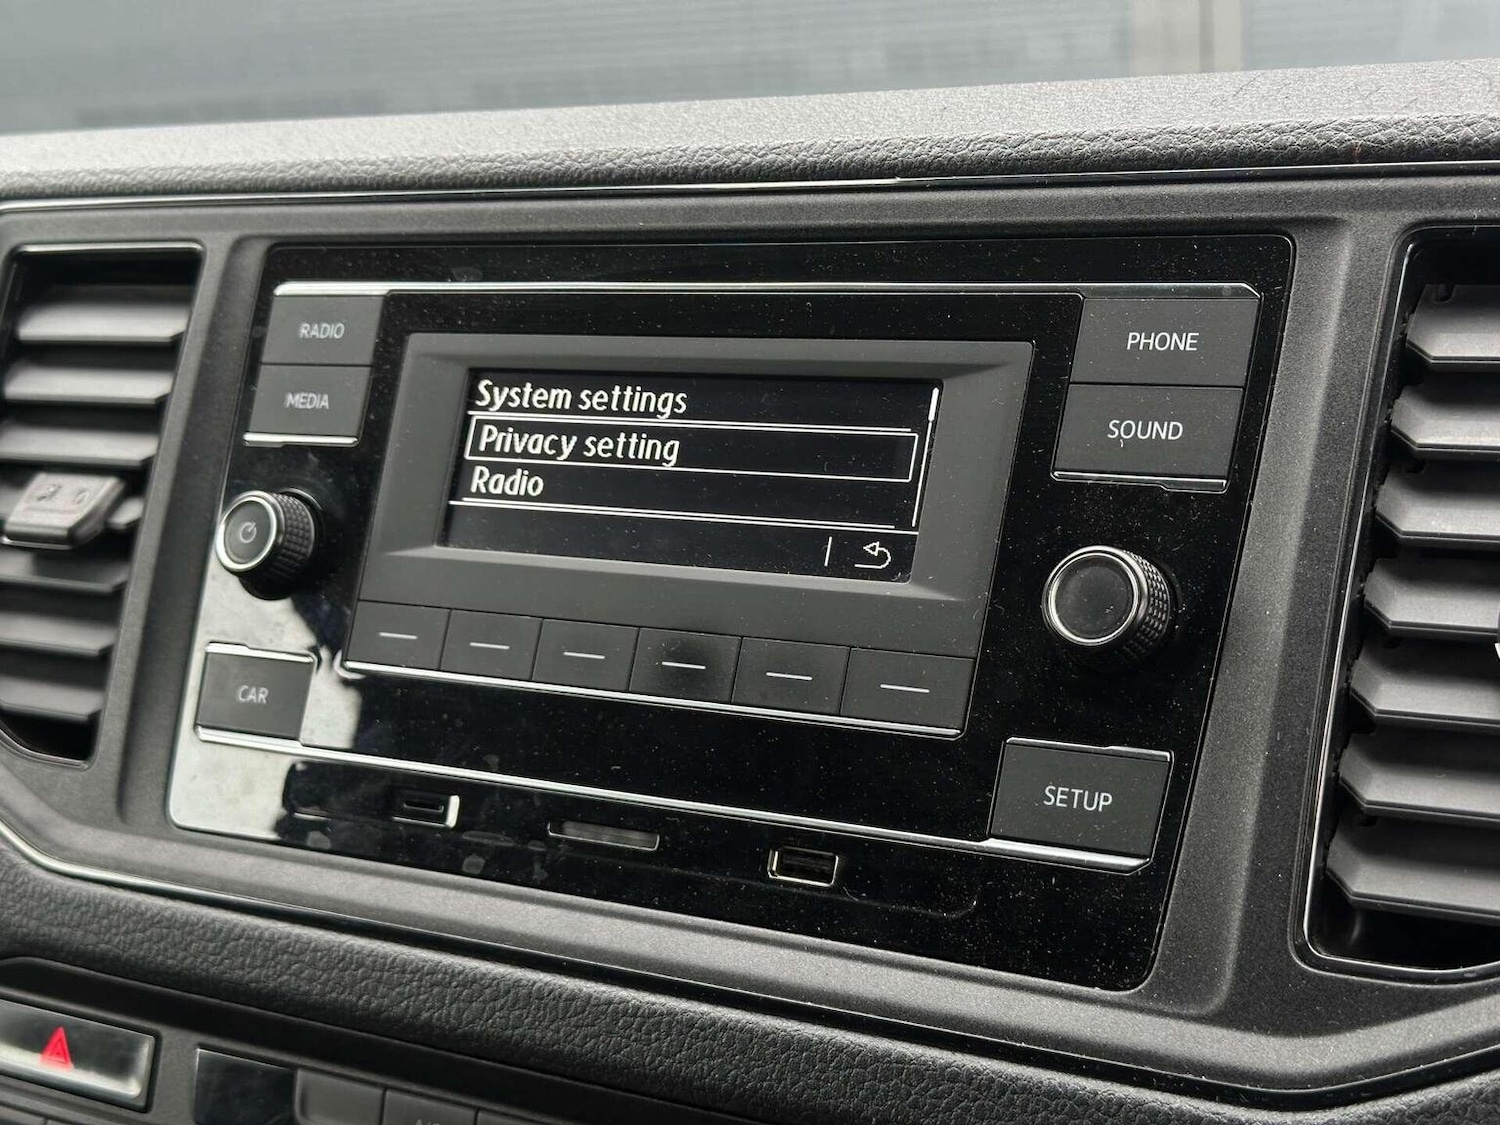 RADIO
MEDIA
System settings
Privacy setting
Radio
PHONE
SOUND
CAR
SETUP